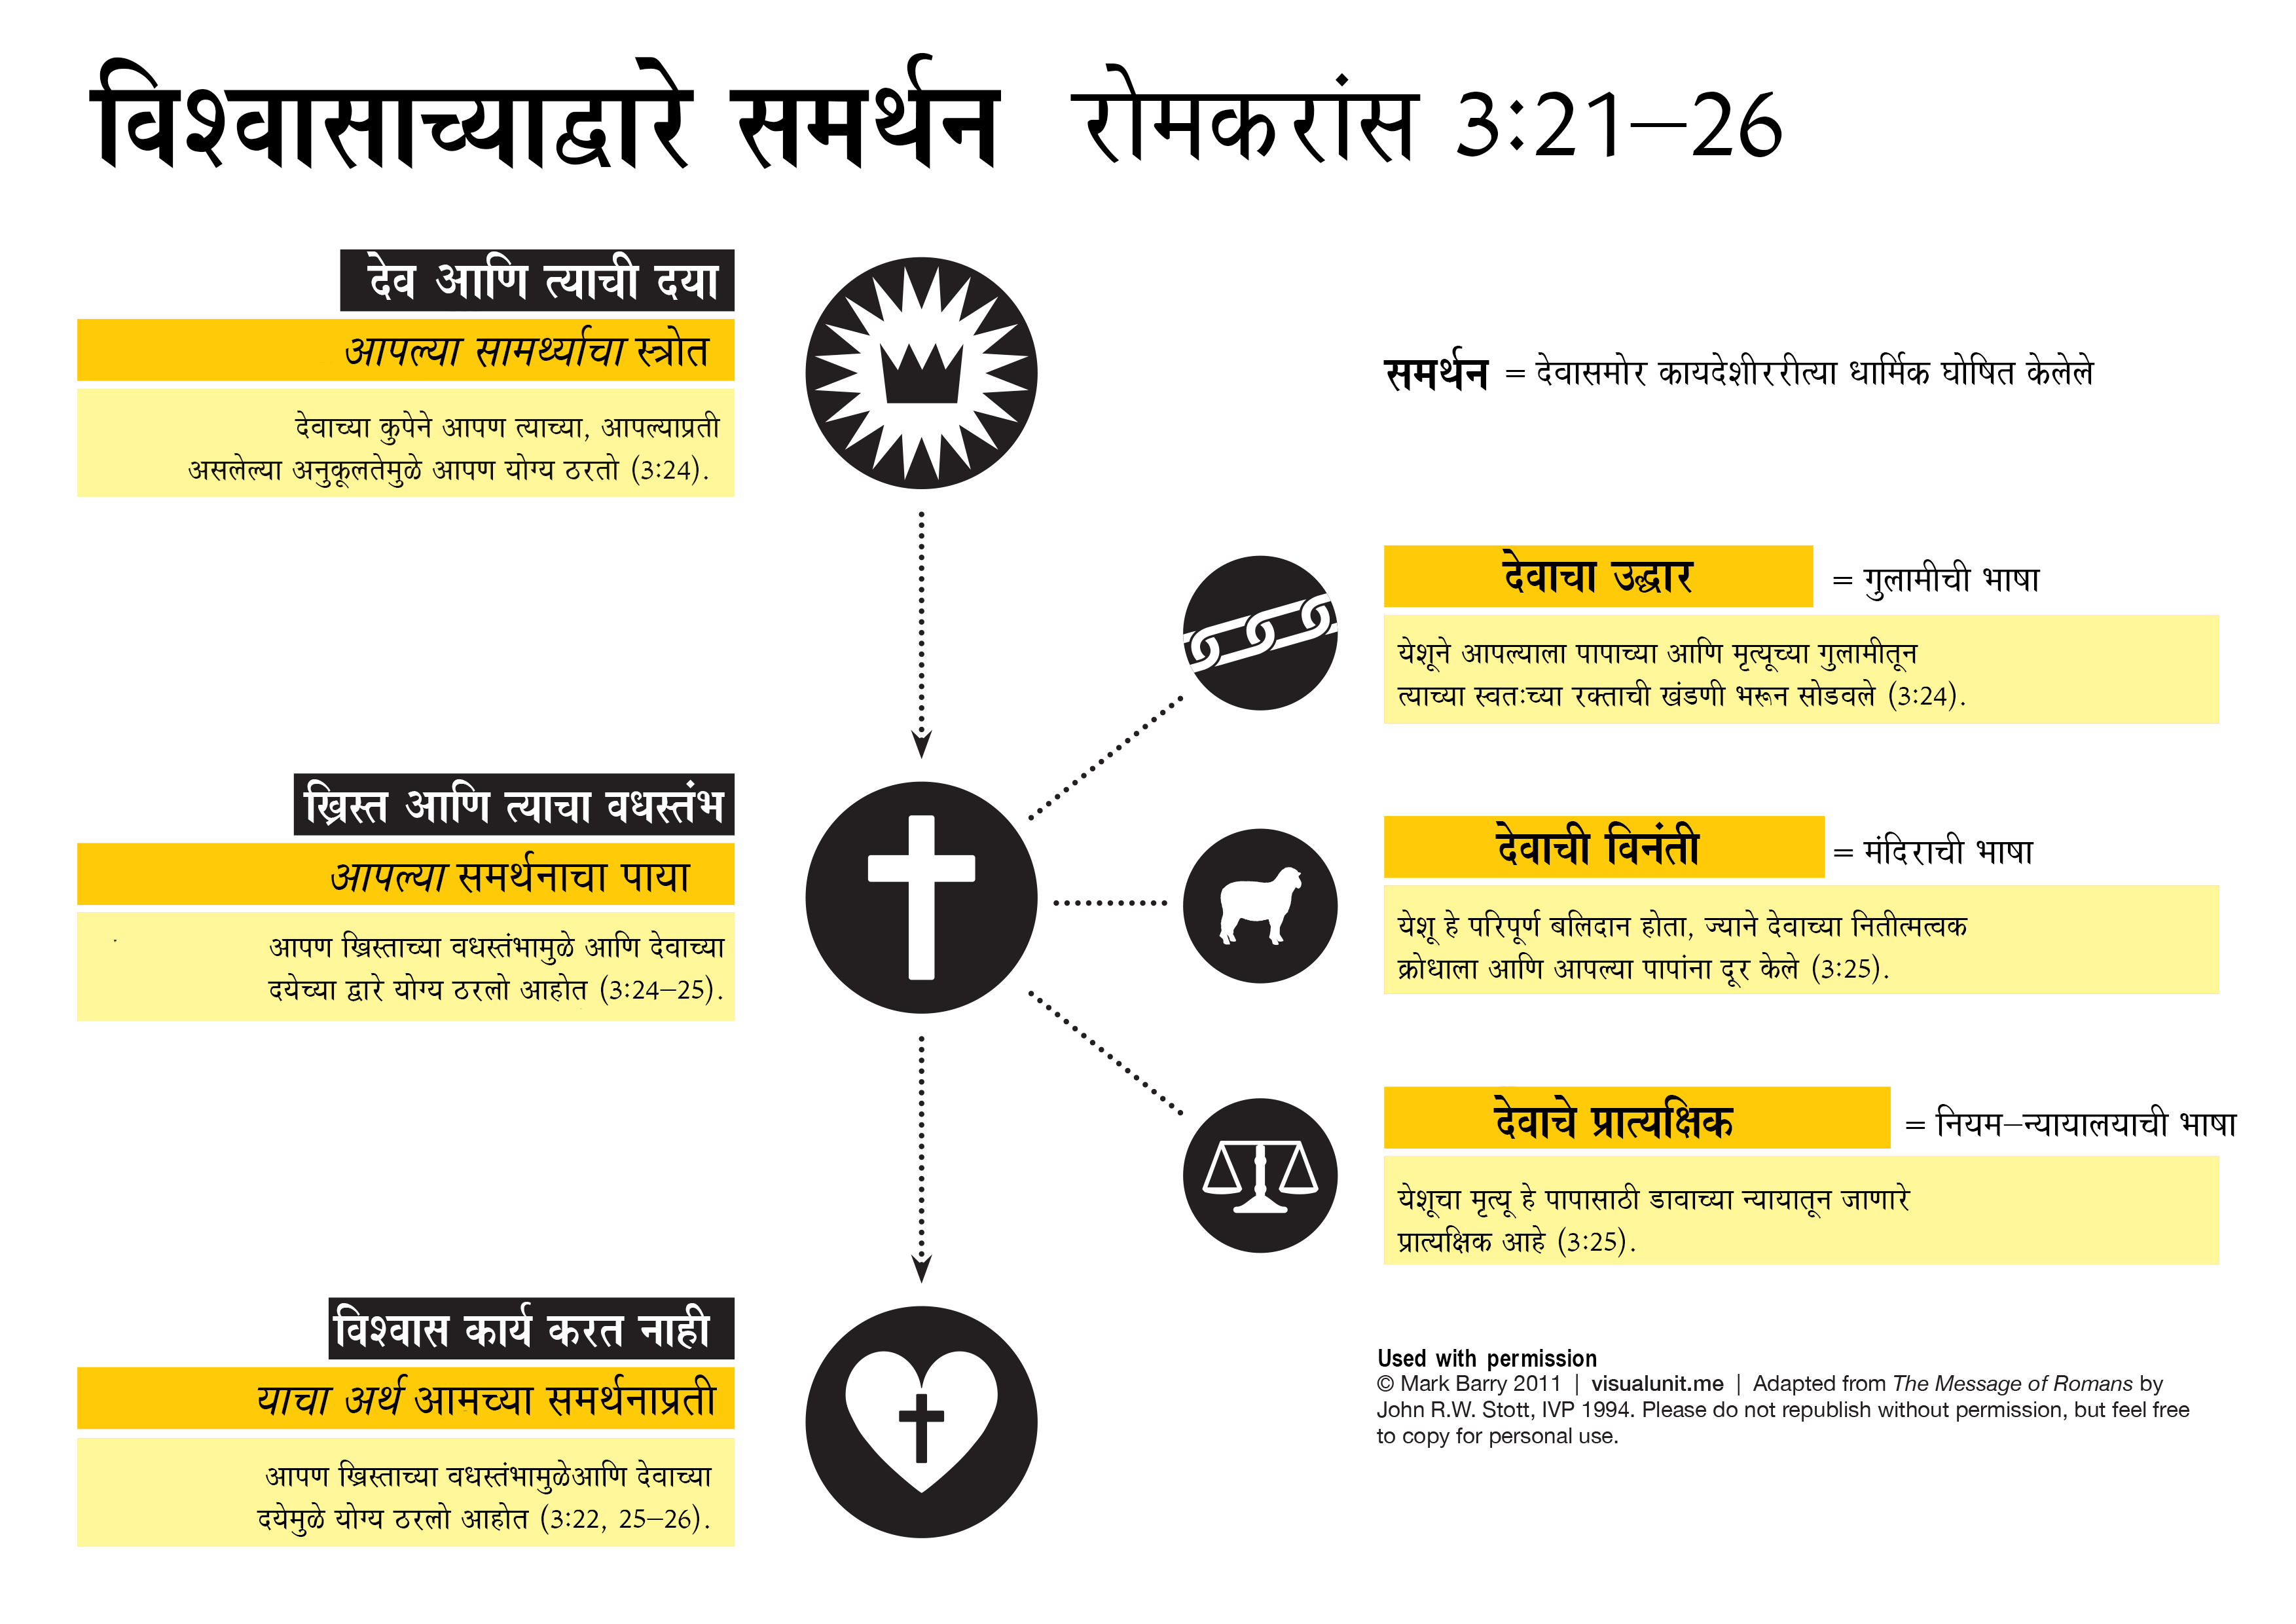 विश्वासाच्याद्वारे समर्थन रोमकरांस 3:21–26
देव आणि त्याची दया
आपल्या सामर्थ्याचा स्त्रोत
देवाच्या कुपेने आपण त्याच्या, आपल्याप्रती
असलेल्या अनुकूलतेमुळे आपण योग्य ठरतो (3:24).
समर्थन = देवासमोर कायदेशीररीत्या धार्मिक घोषित केलेले
देवाचा उद्धार = गुलामीची भाषा
येशूने आपल्याला पापाच्या आणि मृत्यूच्या गुलामीतून
त्याच्या स्वतःच्या रक्ताची खंडणी भरून सोडवले (3:24).
ख्रिस्त आणि त्याचा वधस्तंभ
आपल्या समर्थनाचा पाया
आपण ख्रिस्ताच्या वधस्तंभामुळे आणि देवाच्या
दयेच्या द्वारे योग्य ठरलो आहोत (3:24–25).
देवाची विनंती = मंदिराची भाषा
येशू हे परिपूर्ण बलिदान होता, ज्याने देवाच्या नितीत्मत्वक
क्रोधाला आणि आपल्या पापांना दूर केले (3:25).
देवाचे प्रात्यक्षिक = नियम–न्यायालयाची भाषा
येशूचा मृत्यू हे पापासाठी डावाच्या न्यायातून जाणारे
प्रात्यक्षिक आहे (3:25).
विश्वास कार्य करत नाही
याचा अर्थ आमच्या समर्थनाप्रती
आपण ख्रिस्ताच्या वधस्तंभामुळेआणि देवाच्या
दयेमुळे योग्य ठरलो आहोत (3:22, 25–26).
Used with permission
© Mark Barry 2011 | visualunit.me | Adapted from The Message of Romans by
John R.W. Stott, IVP 1994. Please do not republish without permission, but feel free
to copy for personal use.